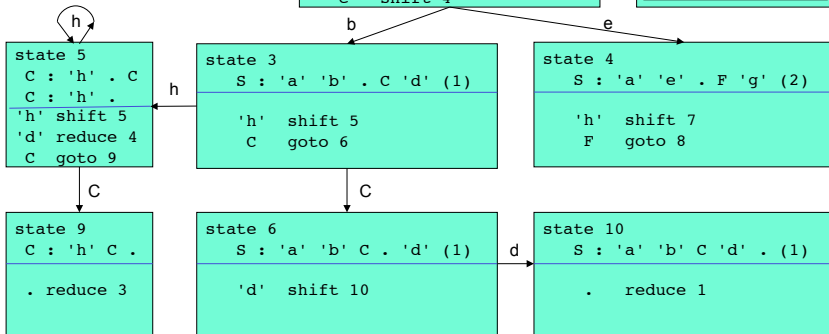 b
e
h
state 5
C : 'h' . C
C : 'h' .
'h' shift 5
'd' reduce 4
C goto 9
h
state 3
S : 'a' 'b' . C 'd' (1)
'h' shift 5
C goto 6
state 4
S : 'a' 'e' . F 'g' (2)
'h' shift 7
F goto 8
C
C
state 9
C : 'h' C .
. reduce 3
state 6
S : 'a' 'b' C . 'd' (1)
'd' shift 10
d
state 10
S : 'a' 'b' C 'd' . (1)
. reduce 1